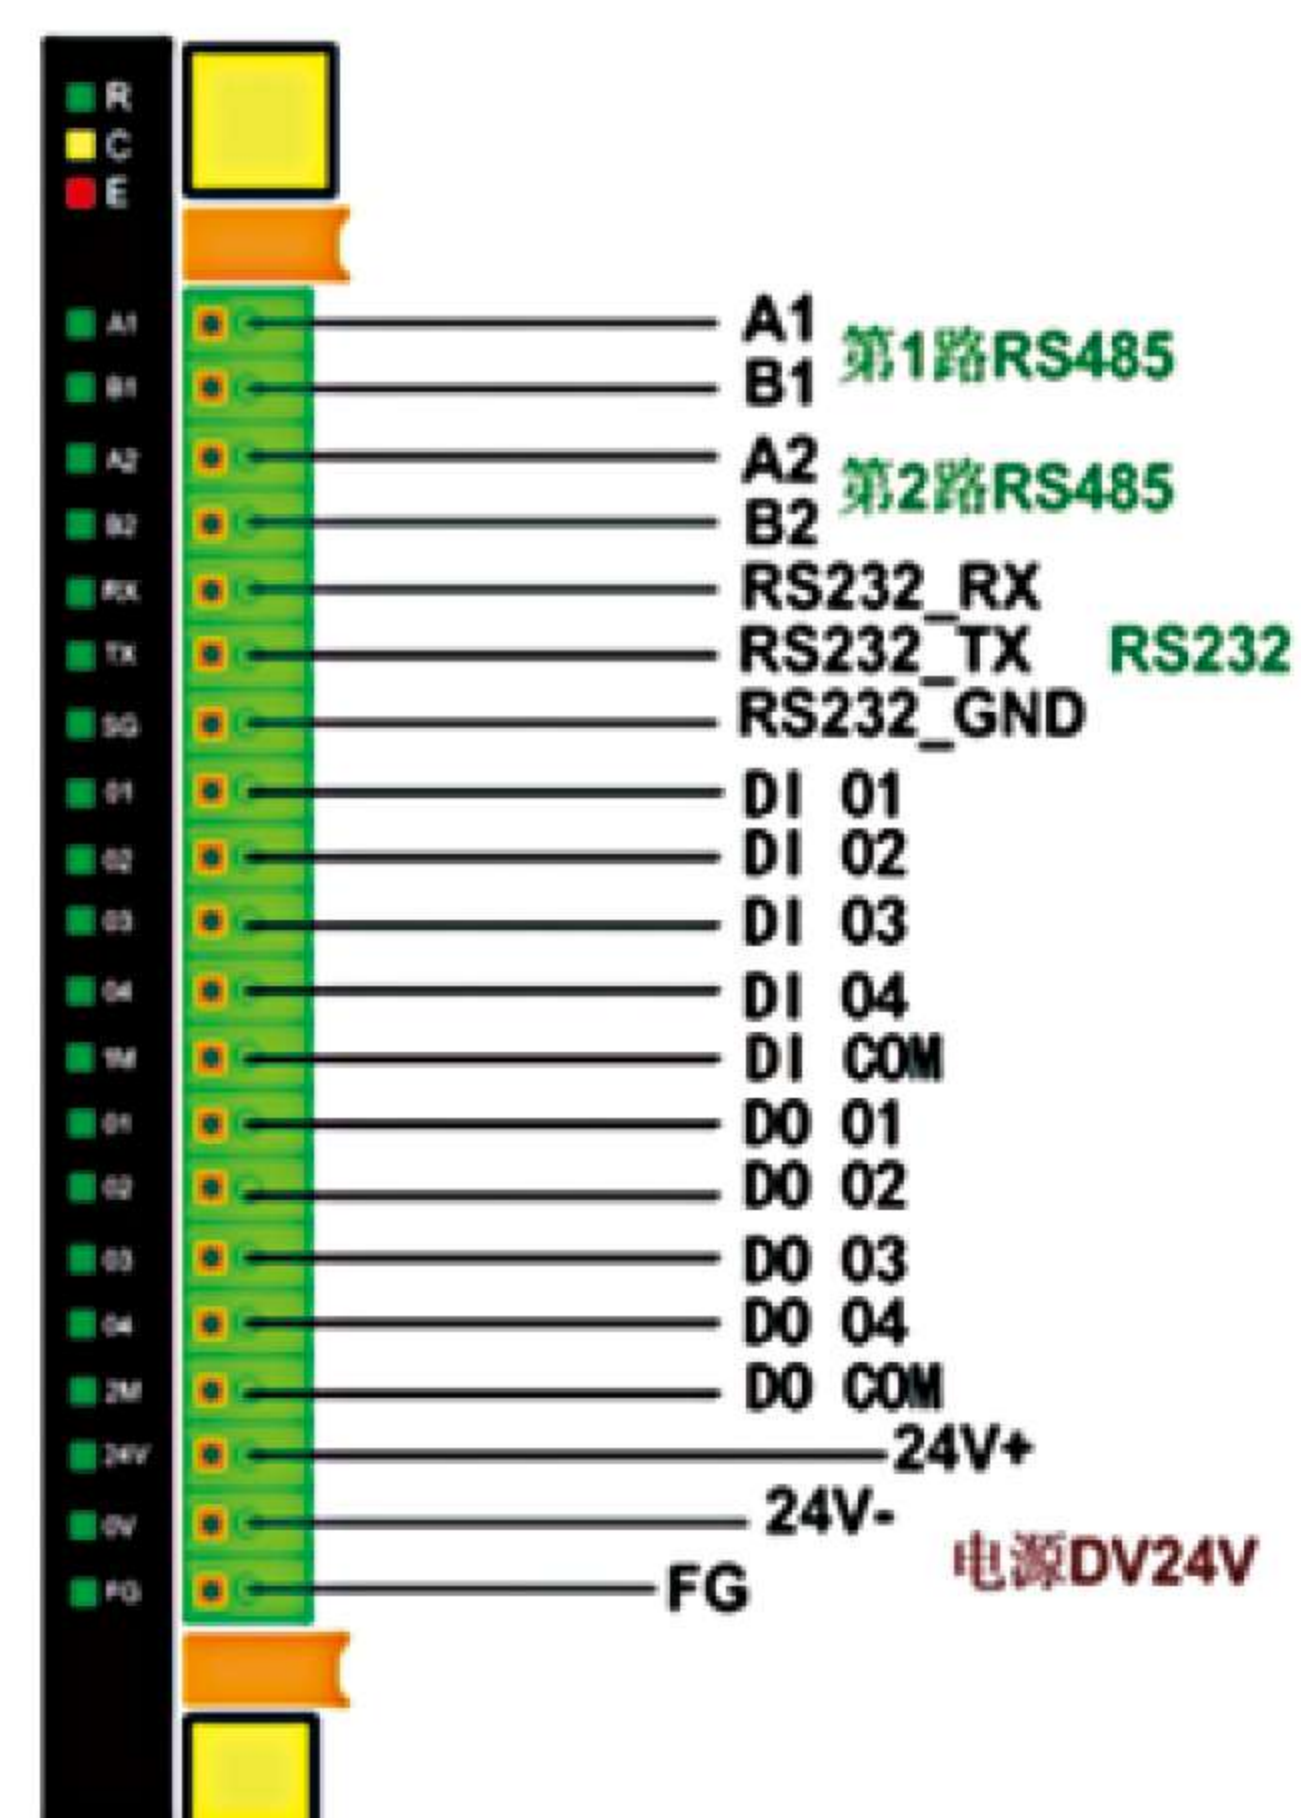 R
C
E
A1 A1
第1路RS485
B1 B1
A2 A2
第2路RS485
B2 B2
RX RS232_RX
TX RS232_TX RS232
SG RS232_GND
01 DI 01
02 DI 02
03 DI 03
04 DI 04
1M DI COM
01 DO 01
02 DO 02
03 DO 03
04 DO 04
2M DO COM
24V 24V+
0V 24V-
电源DV24V
FG FG